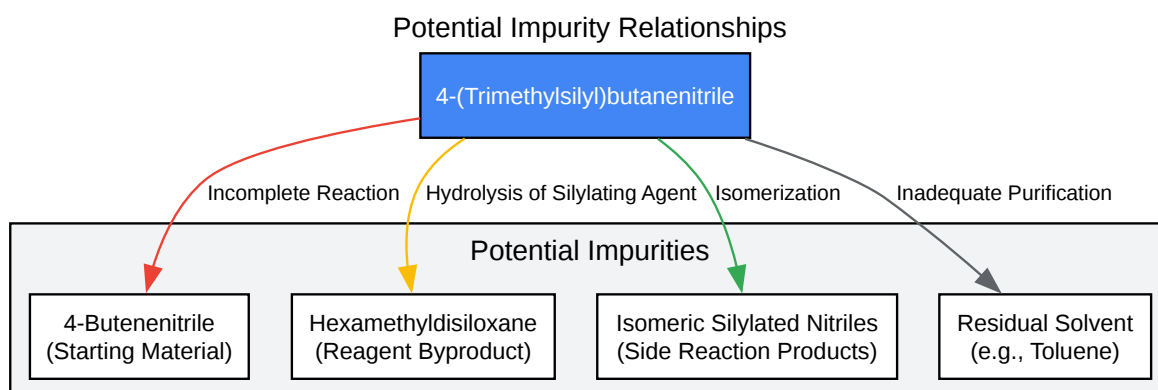 Potential Impurity Relationships
4-(Trimethylsilyl)butanenitrile
Incomplete Reaction
Hydrolysis of Silylating Agent
Isomerization
Inadequate Purification
Potential Impurities
4-Butenenitrile
(Starting Material)
Hexamethyldisiloxane
(Reagent Byproduct)
Isomeric Silylated Nitriles
(Side Reaction Products)
Residual Solvent
(e.g., Toluene)